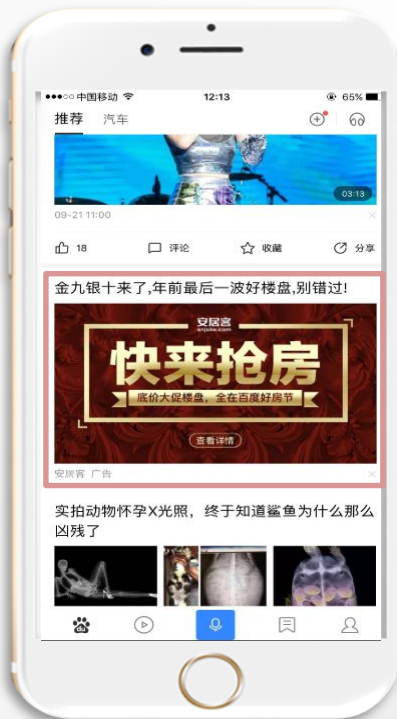 中国移动 12:13 65%
推荐 汽车
03:13
09-21 11:00
18 评论 收藏 分享
金九银十来了,年前最后一波好楼盘,别错过!
安居客
anjuke.com
快来抢房
底价大促楼盘，全在百度好房节
查看详情
安居客 广告
实拍动物怀孕X光照，终于知道鲨鱼为什么那么
凶残了